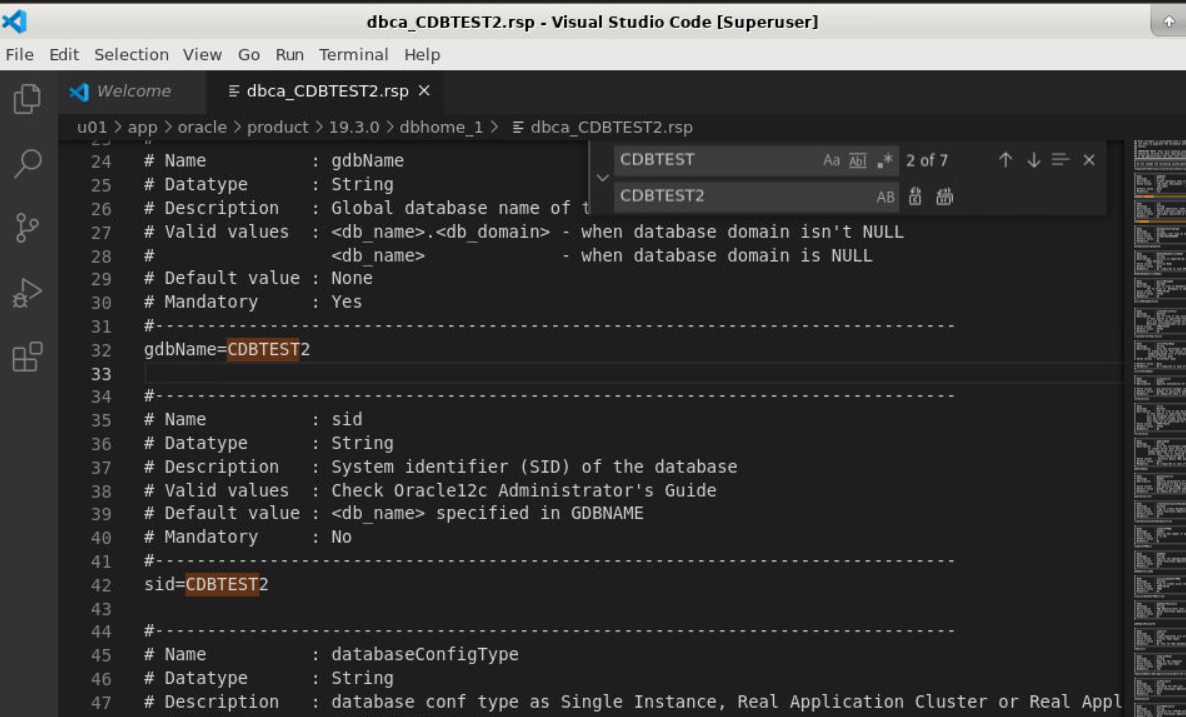 dbca_CDBTEST2.rsp - Visual Studio Code [Superuser]
File Edit Selection View Go Run Terminal Help
Welcome dbca_CDBTEST2.rsp
u01 > app > oracle > product > 19.3.0 > dbhome_1 > dbca_CDBTEST2.rsp
CDBTEST Aa Abl .* 2 of 7
CDBTEST2 AB
24 # Name : gdbName
25 # Datatype : String
26 # Description : Global database name of t
27 # Valid values : <db_name>.<db_domain> - when database domain isn't NULL
28 # <db_name> - when database domain is NULL
29 # Default value : None
30 # Mandatory : Yes
31 #-----------------------------------------------------------------------------
32 gdbName=CDBTEST2
33
34 #-----------------------------------------------------------------------------
35 # Name : sid
36 # Datatype : String
37 # Description : System identifier (SID) of the database
38 # Valid values : Check Oracle12c Administrator's Guide
39 # Default value : <db_name> specified in GDBNAME
40 # Mandatory : No
41 #-----------------------------------------------------------------------------
42 sid=CDBTEST2
43
44 #-----------------------------------------------------------------------------
45 # Name : databaseConfigType
46 # Datatype : String
47 # Description : database conf type as Single Instance, Real Application Cluster or Real Appl